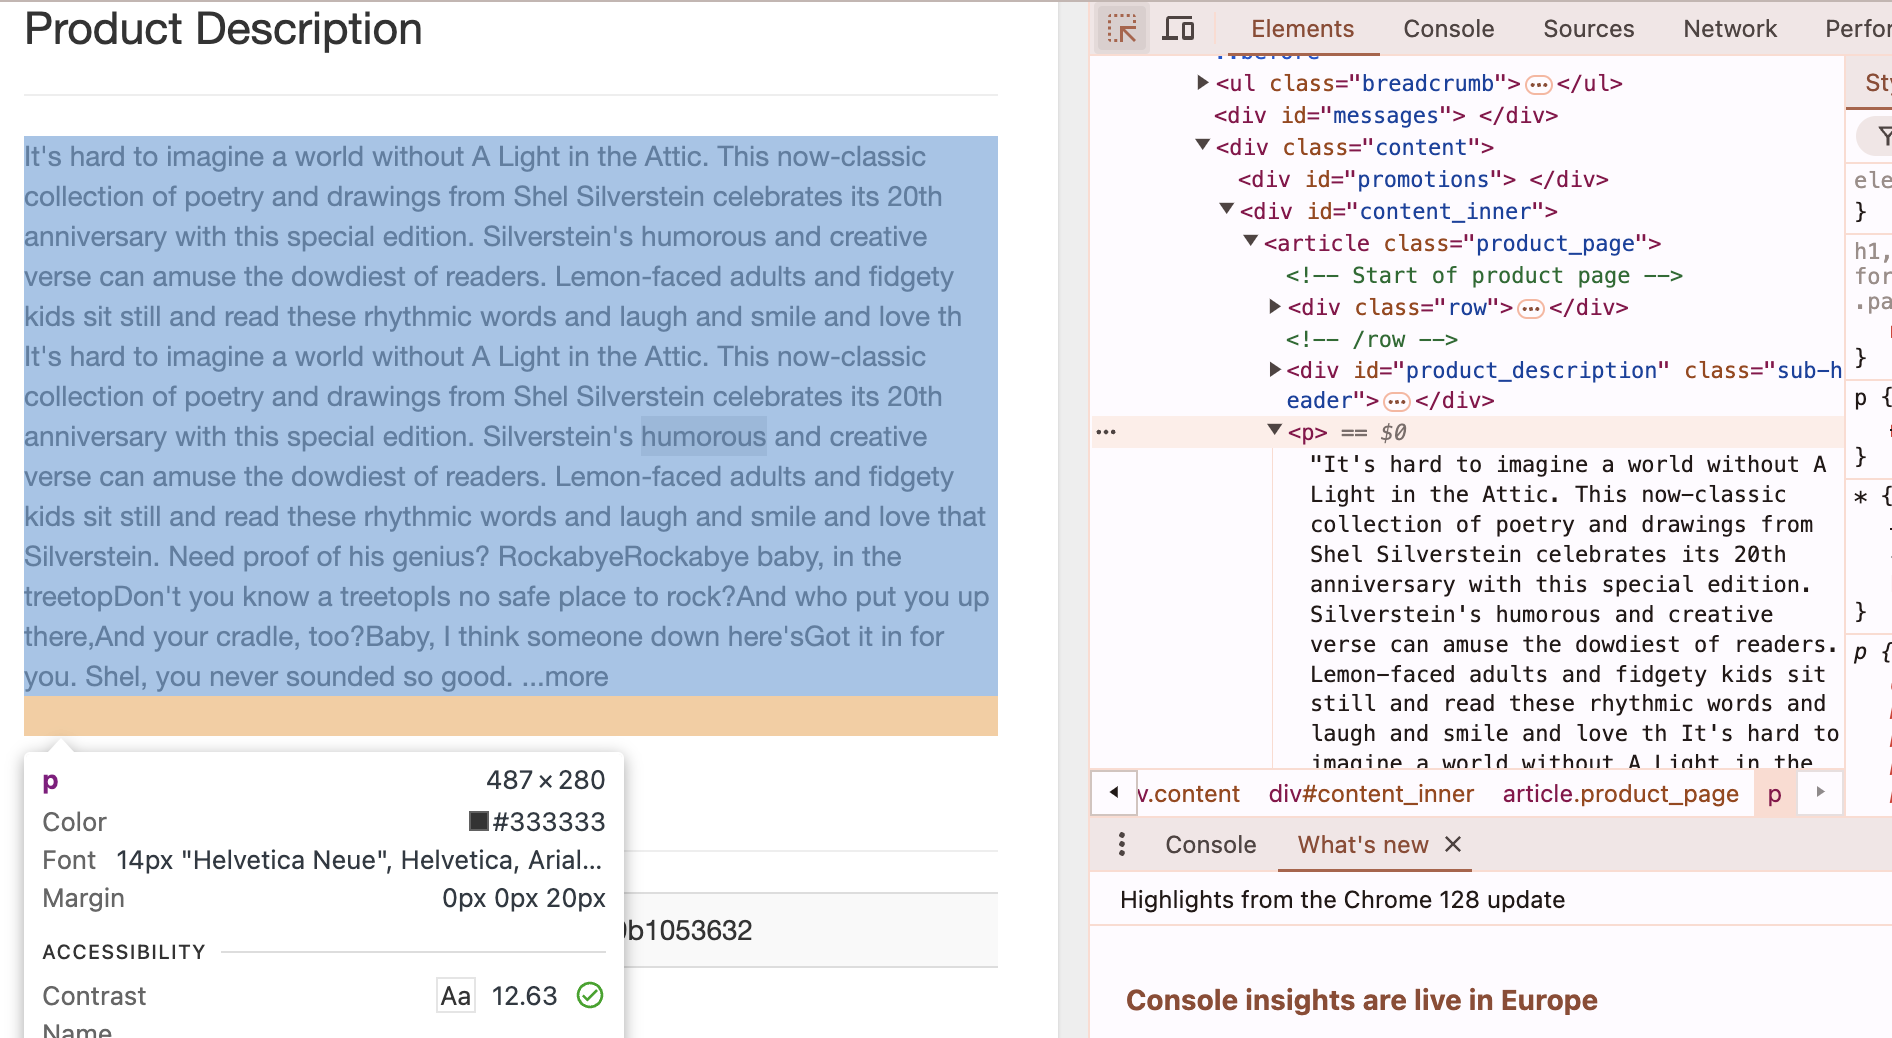 Product Description
It's hard to imagine a world without A Light in the Attic. This now-classic
collection of poetry and drawings from Shel Silverstein celebrates its 20th
anniversary with this special edition. Silverstein's humorous and creative
verse can amuse the dowdiest of readers. Lemon-faced adults and fidgety
kids sit still and read these rhythmic words and laugh and smile and love th
It's hard to imagine a world without A Light in the Attic. This now-classic
collection of poetry and drawings from Shel Silverstein celebrates its 20th
anniversary with this special edition. Silverstein's humorous and creative
verse can amuse the dowdiest of readers. Lemon-faced adults and fidgety
kids sit still and read these rhythmic words and laugh and smile and love that
Silverstein. Need proof of his genius? RockabyeRockabye baby, in the
treetopDon't you know a treetopIs no safe place to rock?And who put you up
there,And your cradle, too?Baby, I think someone down here'sGot it in for
you. Shel, you never sounded so good. ...more
p 487 × 280
Color #333333
Font 14px "Helvetica Neue", Helvetica, Arial...
Margin 0px 0px 20px
ACCESSIBILITY
Contrast Aa 12.63
Name
b1053632
Elements Console Sources Network Perfor
::before
<ul class="breadcrumb"> ... </ul>
<div id="messages"> </div>
<div class="content">
<div id="promotions"> </div>
<div id="content_inner">
<article class="product_page">
<!-- Start of product page -->
<div class="row"> ... </div>
<!-- /row -->
<div id="product_description" class="sub-h
eader"> ... </div>
... <p> == $0
"It's hard to imagine a world without A
Light in the Attic. This now-classic
collection of poetry and drawings from
Shel Silverstein celebrates its 20th
anniversary with this special edition.
Silverstein's humorous and creative
verse can amuse the dowdiest of readers.
Lemon-faced adults and fidgety kids sit
still and read these rhythmic words and
laugh and smile and love th It's hard to
imagine a world without A Light in the
v.content div#content_inner article.product_page p
Sty
ele
}
h1,
for
.pa
}
p {
}
* {
}
p {
Console What's new
Highlights from the Chrome 128 update
Console insights are live in Europe